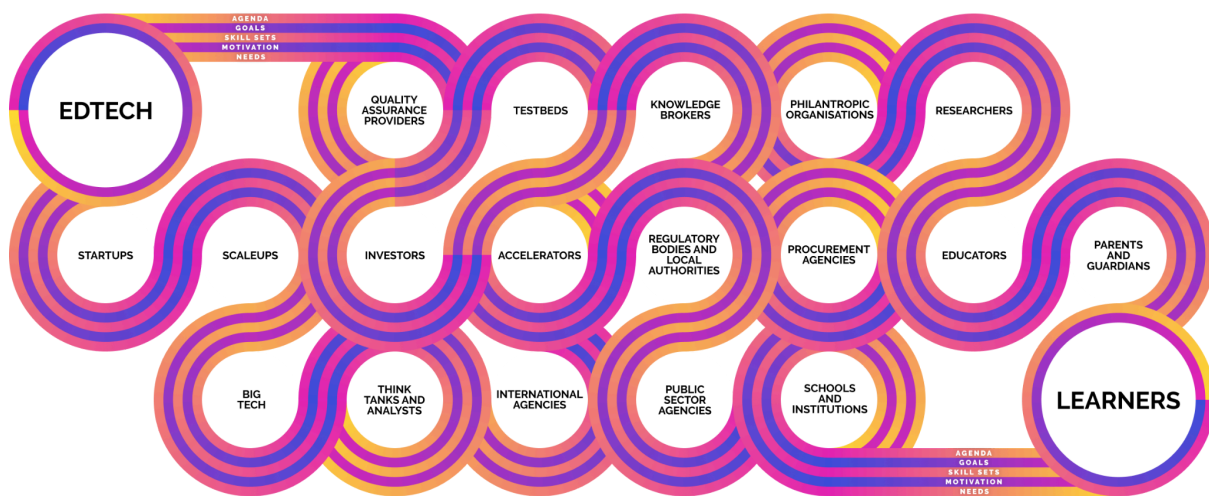 AGENDA
GOALS
SKILL SETS
MOTIVATION
NEEDS
EDTECH
QUALITY
ASSURANCE
PROVIDERS
TESTBEDS
KNOWLEDGE
BROKERS
PHILANTROPIC
ORGANISATIONS
RESEARCHERS
STARTUPS
SCALEUPS
INVESTORS
ACCELERATORS
REGULATORY
BODIES AND
LOCAL
AUTHORITIES
PROCUREMENT
AGENCIES
EDUCATORS
PARENTS
AND
GUARDIANS
BIG
TECH
THINK
TANKS AND
ANALYSTS
INTERNATIONAL
AGENCIES
PUBLIC
SECTOR
AGENCIES
SCHOOLS
AND
INSTITUTIONS
LEARNERS
AGENDA
GOALS
SKILL SETS
MOTIVATION
NEEDS